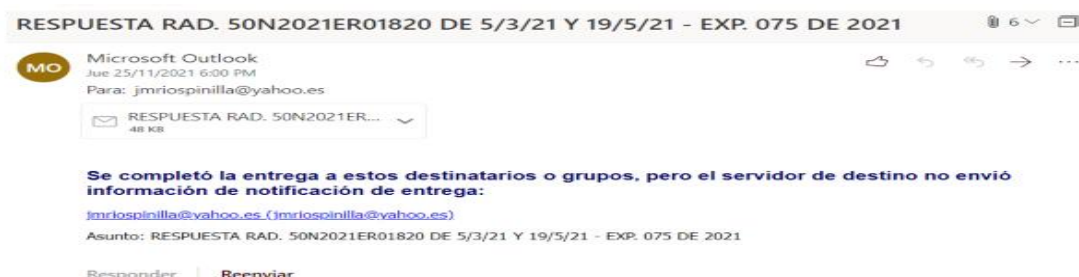 RESPUESTA RAD. 50N2021ER01820 DE 5/3/21 Y 19/5/21 - EXP. 075 DE 2021 6
MO
Microsoft Outlook
Jue 25/11/2021 6:00 PM
Para: jmriospinilla@yahoo.es
RESPUESTA RAD. 50N2021ER...
48 KB
Se completó la entrega a estos destinatarios o grupos, pero el servidor de destino no envió
información de notificación de entrega:
jmriospinilla@yahoo.es (jmriospinilla@yahoo.es)
Asunto: RESPUESTA RAD. 50N2021ER01820 DE 5/3/21 Y 19/5/21 - EXP. 075 DE 2021
Responder Reenviar